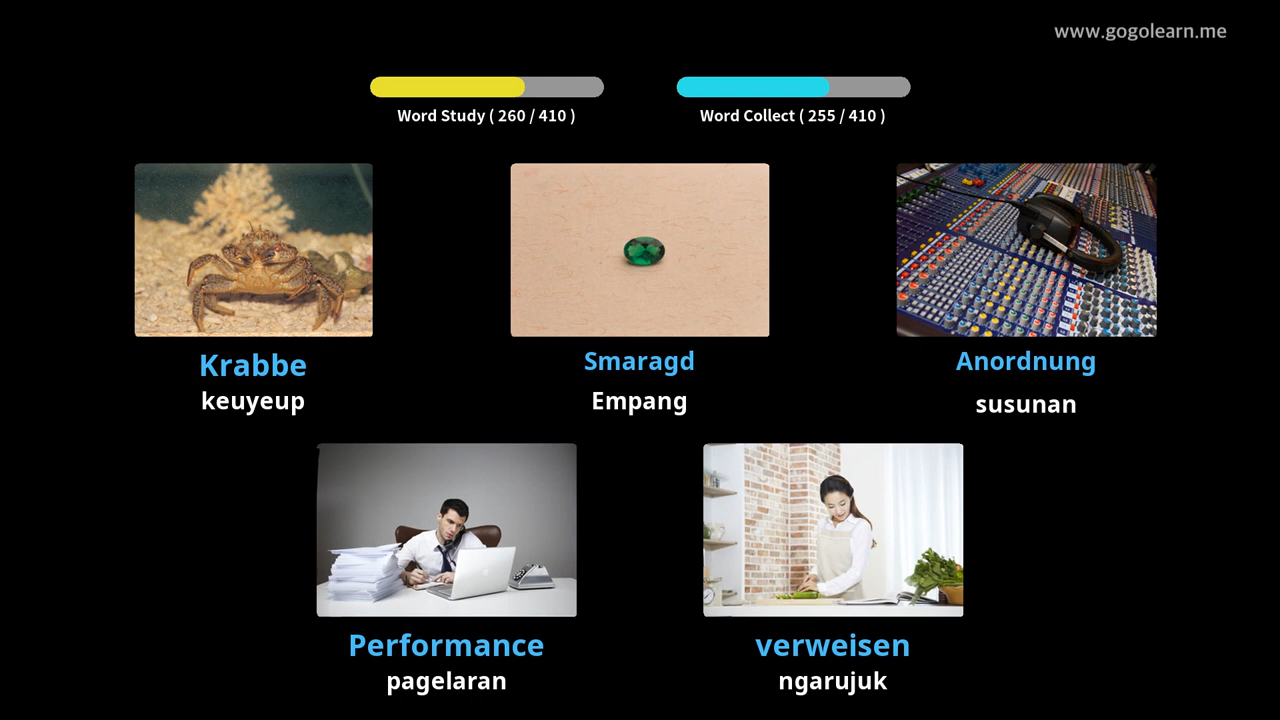 www.gogolearn.me
Word Study ( 260 / 410 )
Word Collect ( 255 / 410 )
Krabbe
keuyeup
Smaragd
Empang
Anordnung
susunan
Performance
pagelaran
verweisen
ngarujuk